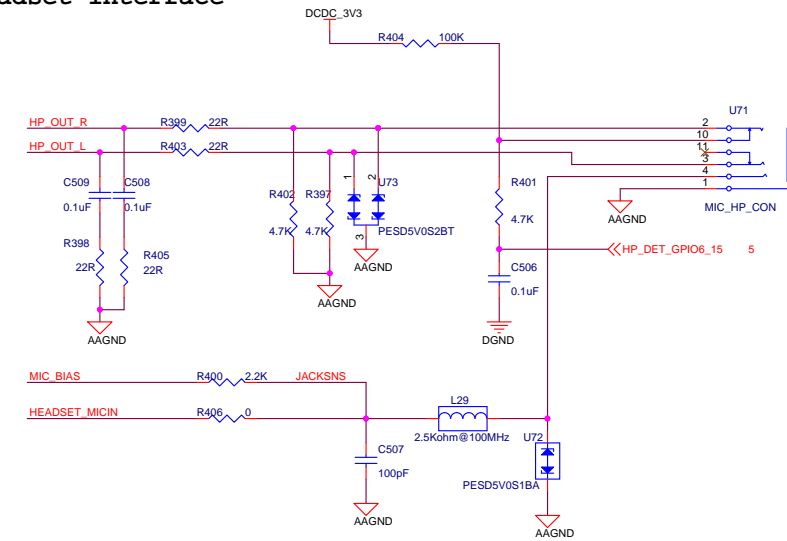 adset interface
DCDC_3V3
R404 100K
U71
HP_OUT_R R399 22R 2
10
HP_OUT_L R403 22R 11
3
4
1
C509 C508
0.1uF 0.1uF
U73
1 2
R402 R397
4.7K 4.7K
3
PESD5V0S2BT
R401
4.7K
AAGND
MIC_HP_CON
R398 R405
22R 22R
HP_DET_GPIO6_15 5
AAGND
C506
0.1uF
AAGND
AAGND
DGND
MIC_BIAS R400 2.2K JACKSNS
HEADSET_MICIN R406 0
L29
2.5Kohm@100MHz
U72
C507
100pF
PESD5V0S1BA
AAGND
AAGND